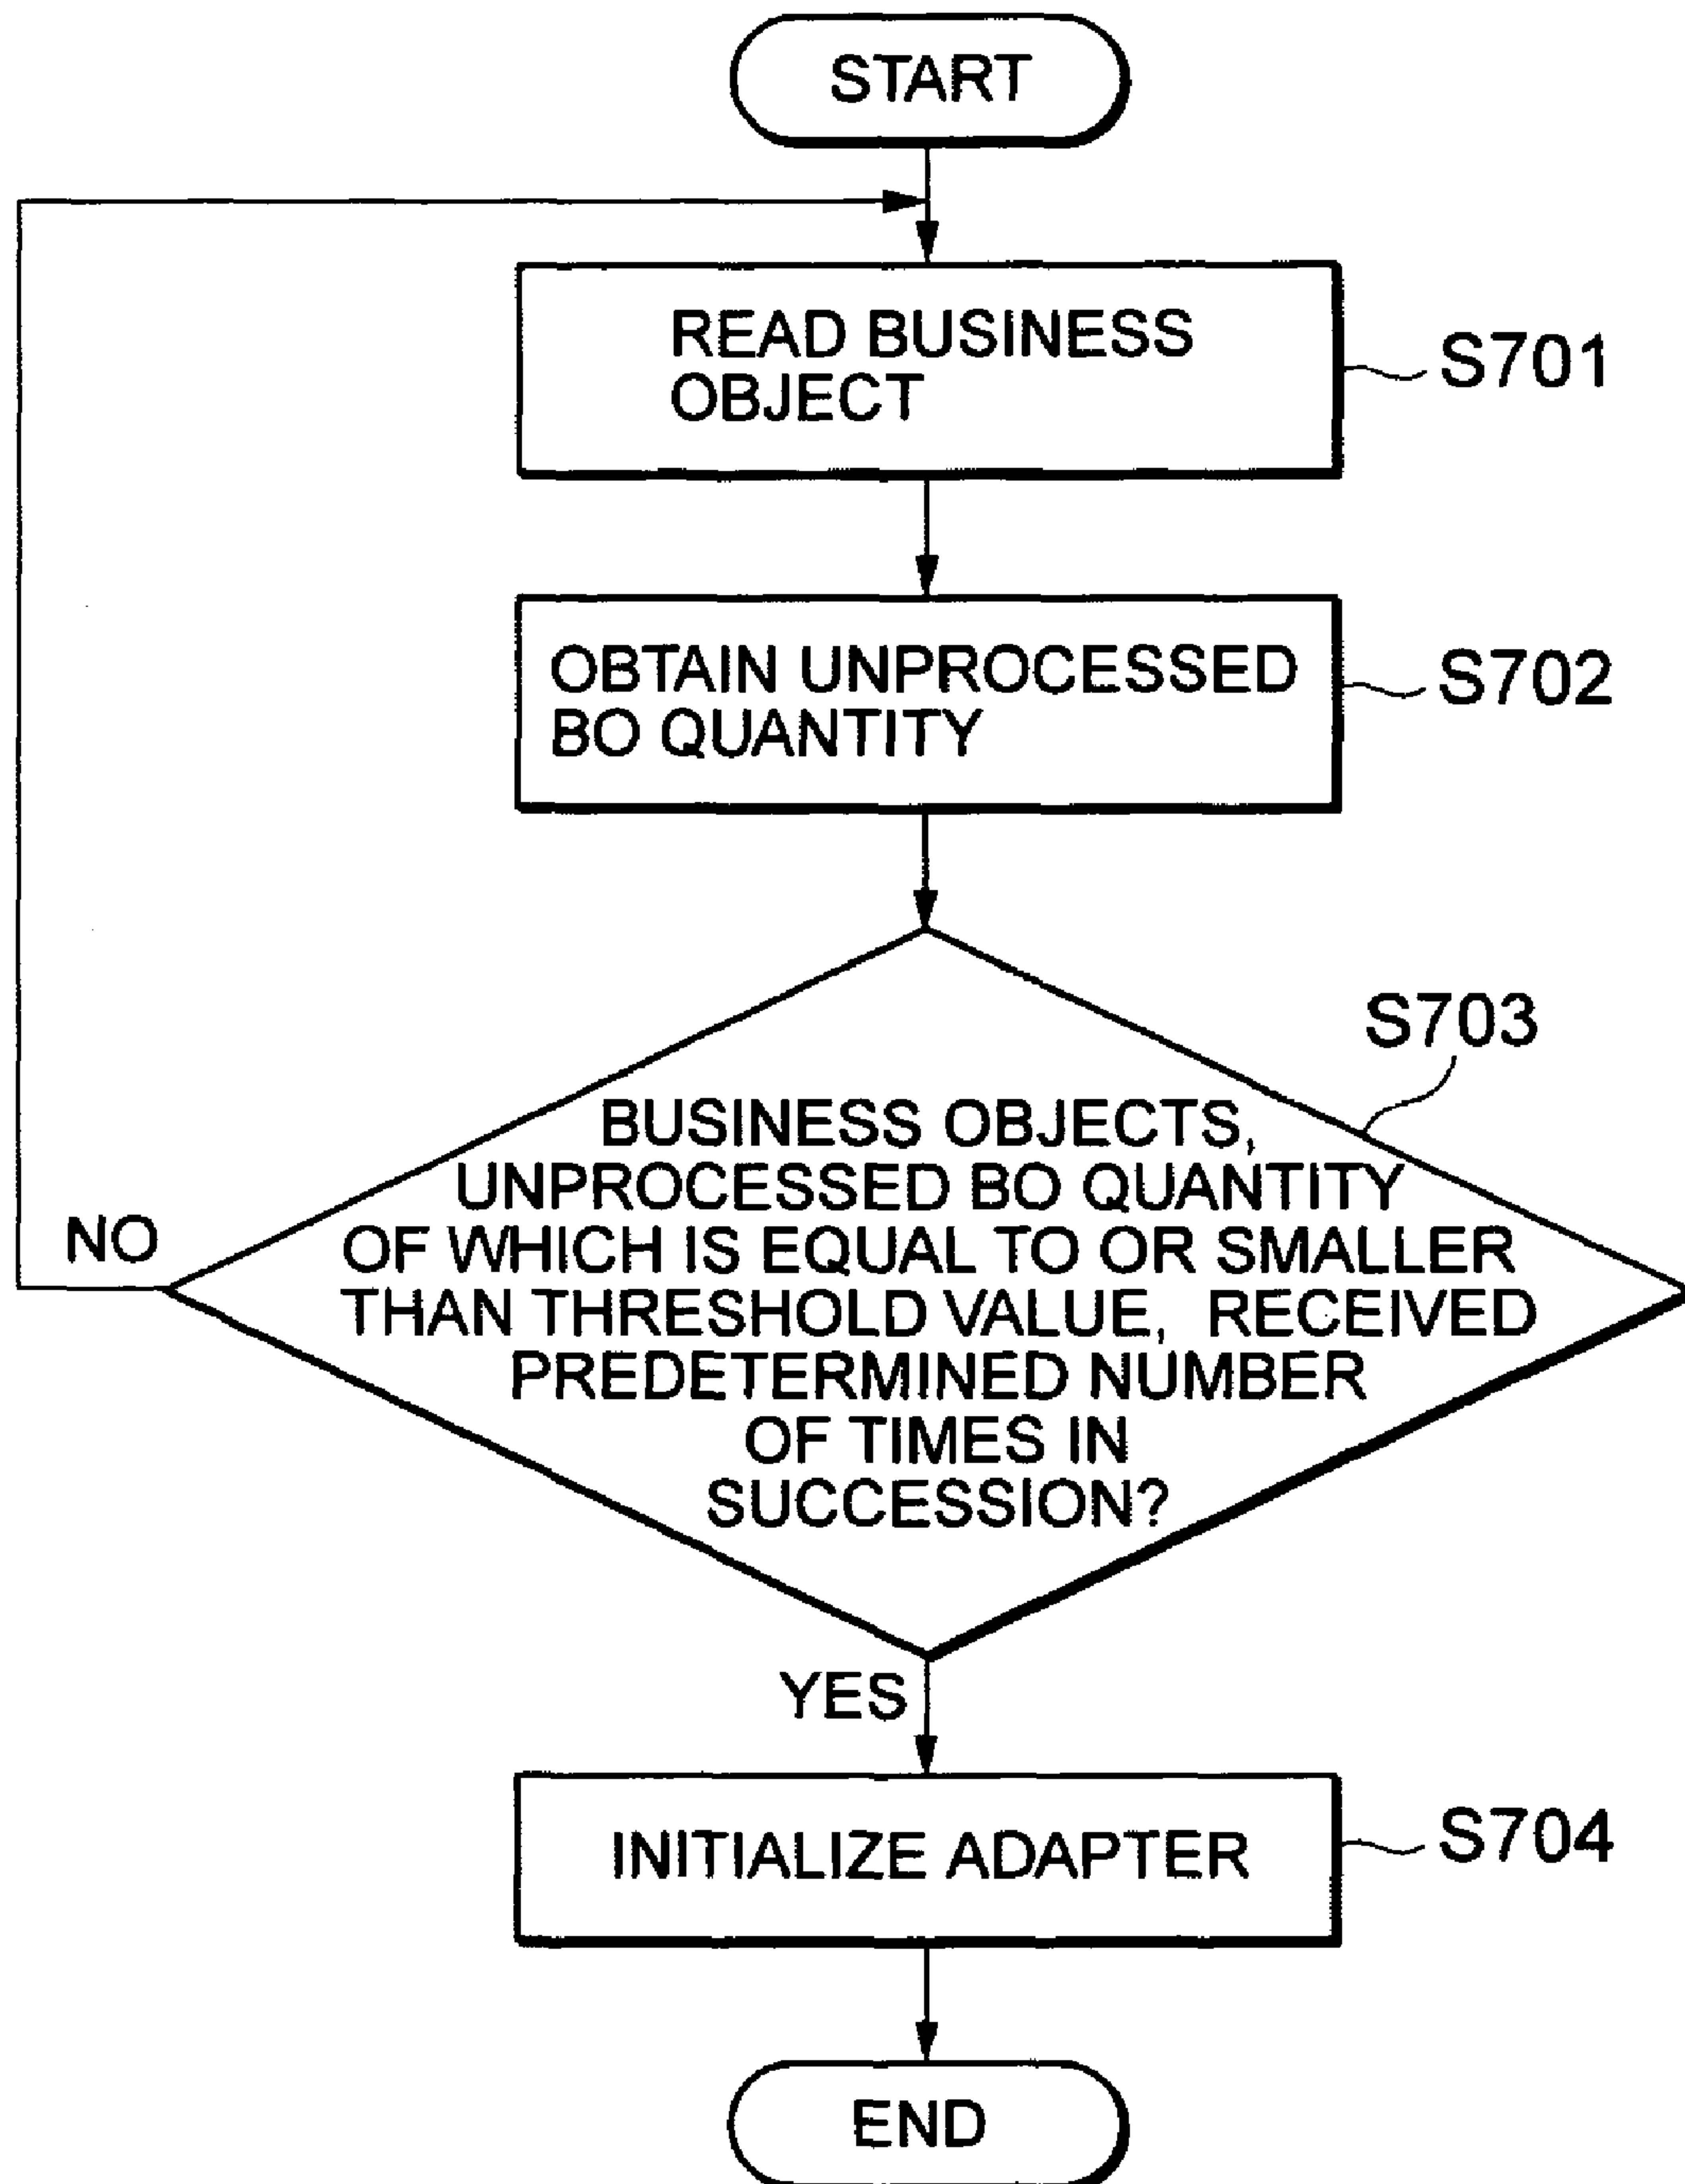 START
READ BUSINESS
OBJECT
S701
OBTAIN UNPROCESSED
BO QUANTITY
S702
S703
BUSINESS OBJECTS,
UNPROCESSED BO QUANTITY
OF WHICH IS EQUAL TO OR SMALLER
THAN THRESHOLD VALUE, RECEIVED
PREDETERMINED NUMBER
OF TIMES IN
SUCCESSION?
NO
YES
INITIALIZE ADAPTER
S704
END